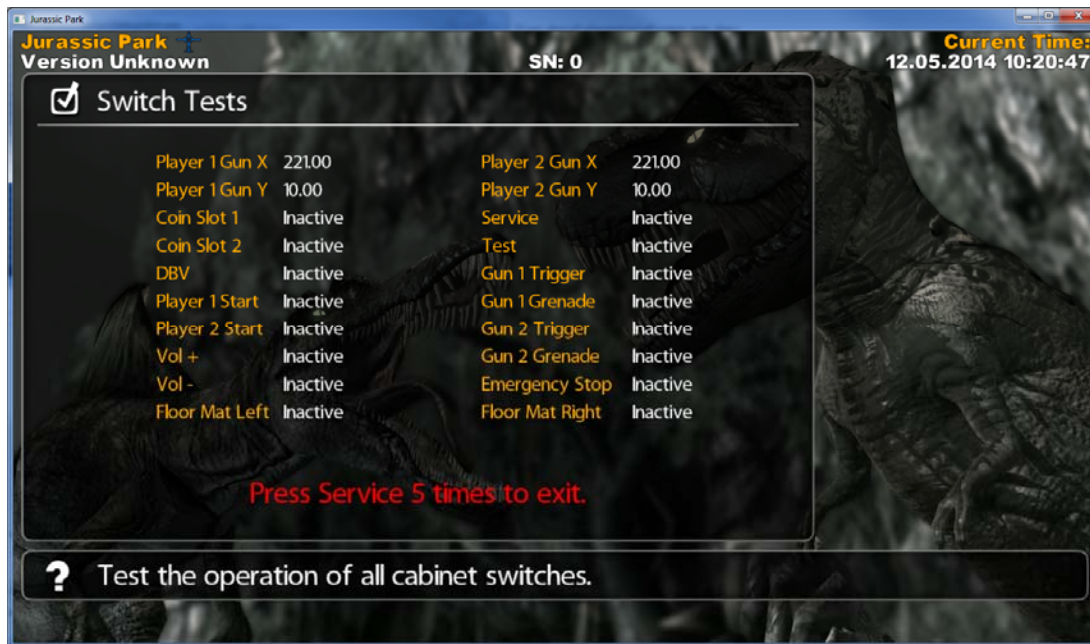 Jurassic Park
Jurassic Park
Version Unknown
SN: 0
Current Time:
12.05.2014 10:20:47
Switch Tests
Player 1 Gun X 221.00 Player 2 Gun X 221.00
Player 1 Gun Y 10.00 Player 2 Gun Y 10.00
Coin Slot 1 Inactive Service Inactive
Coin Slot 2 Inactive Test Inactive
DBV Inactive Gun 1 Trigger Inactive
Player 1 Start Inactive Gun 1 Grenade Inactive
Player 2 Start Inactive Gun 2 Trigger Inactive
Vol + Inactive Gun 2 Grenade Inactive
Vol - Inactive Emergency Stop Inactive
Floor Mat Left Inactive Floor Mat Right Inactive
Press Service 5 times to exit.
? Test the operation of all cabinet switches.